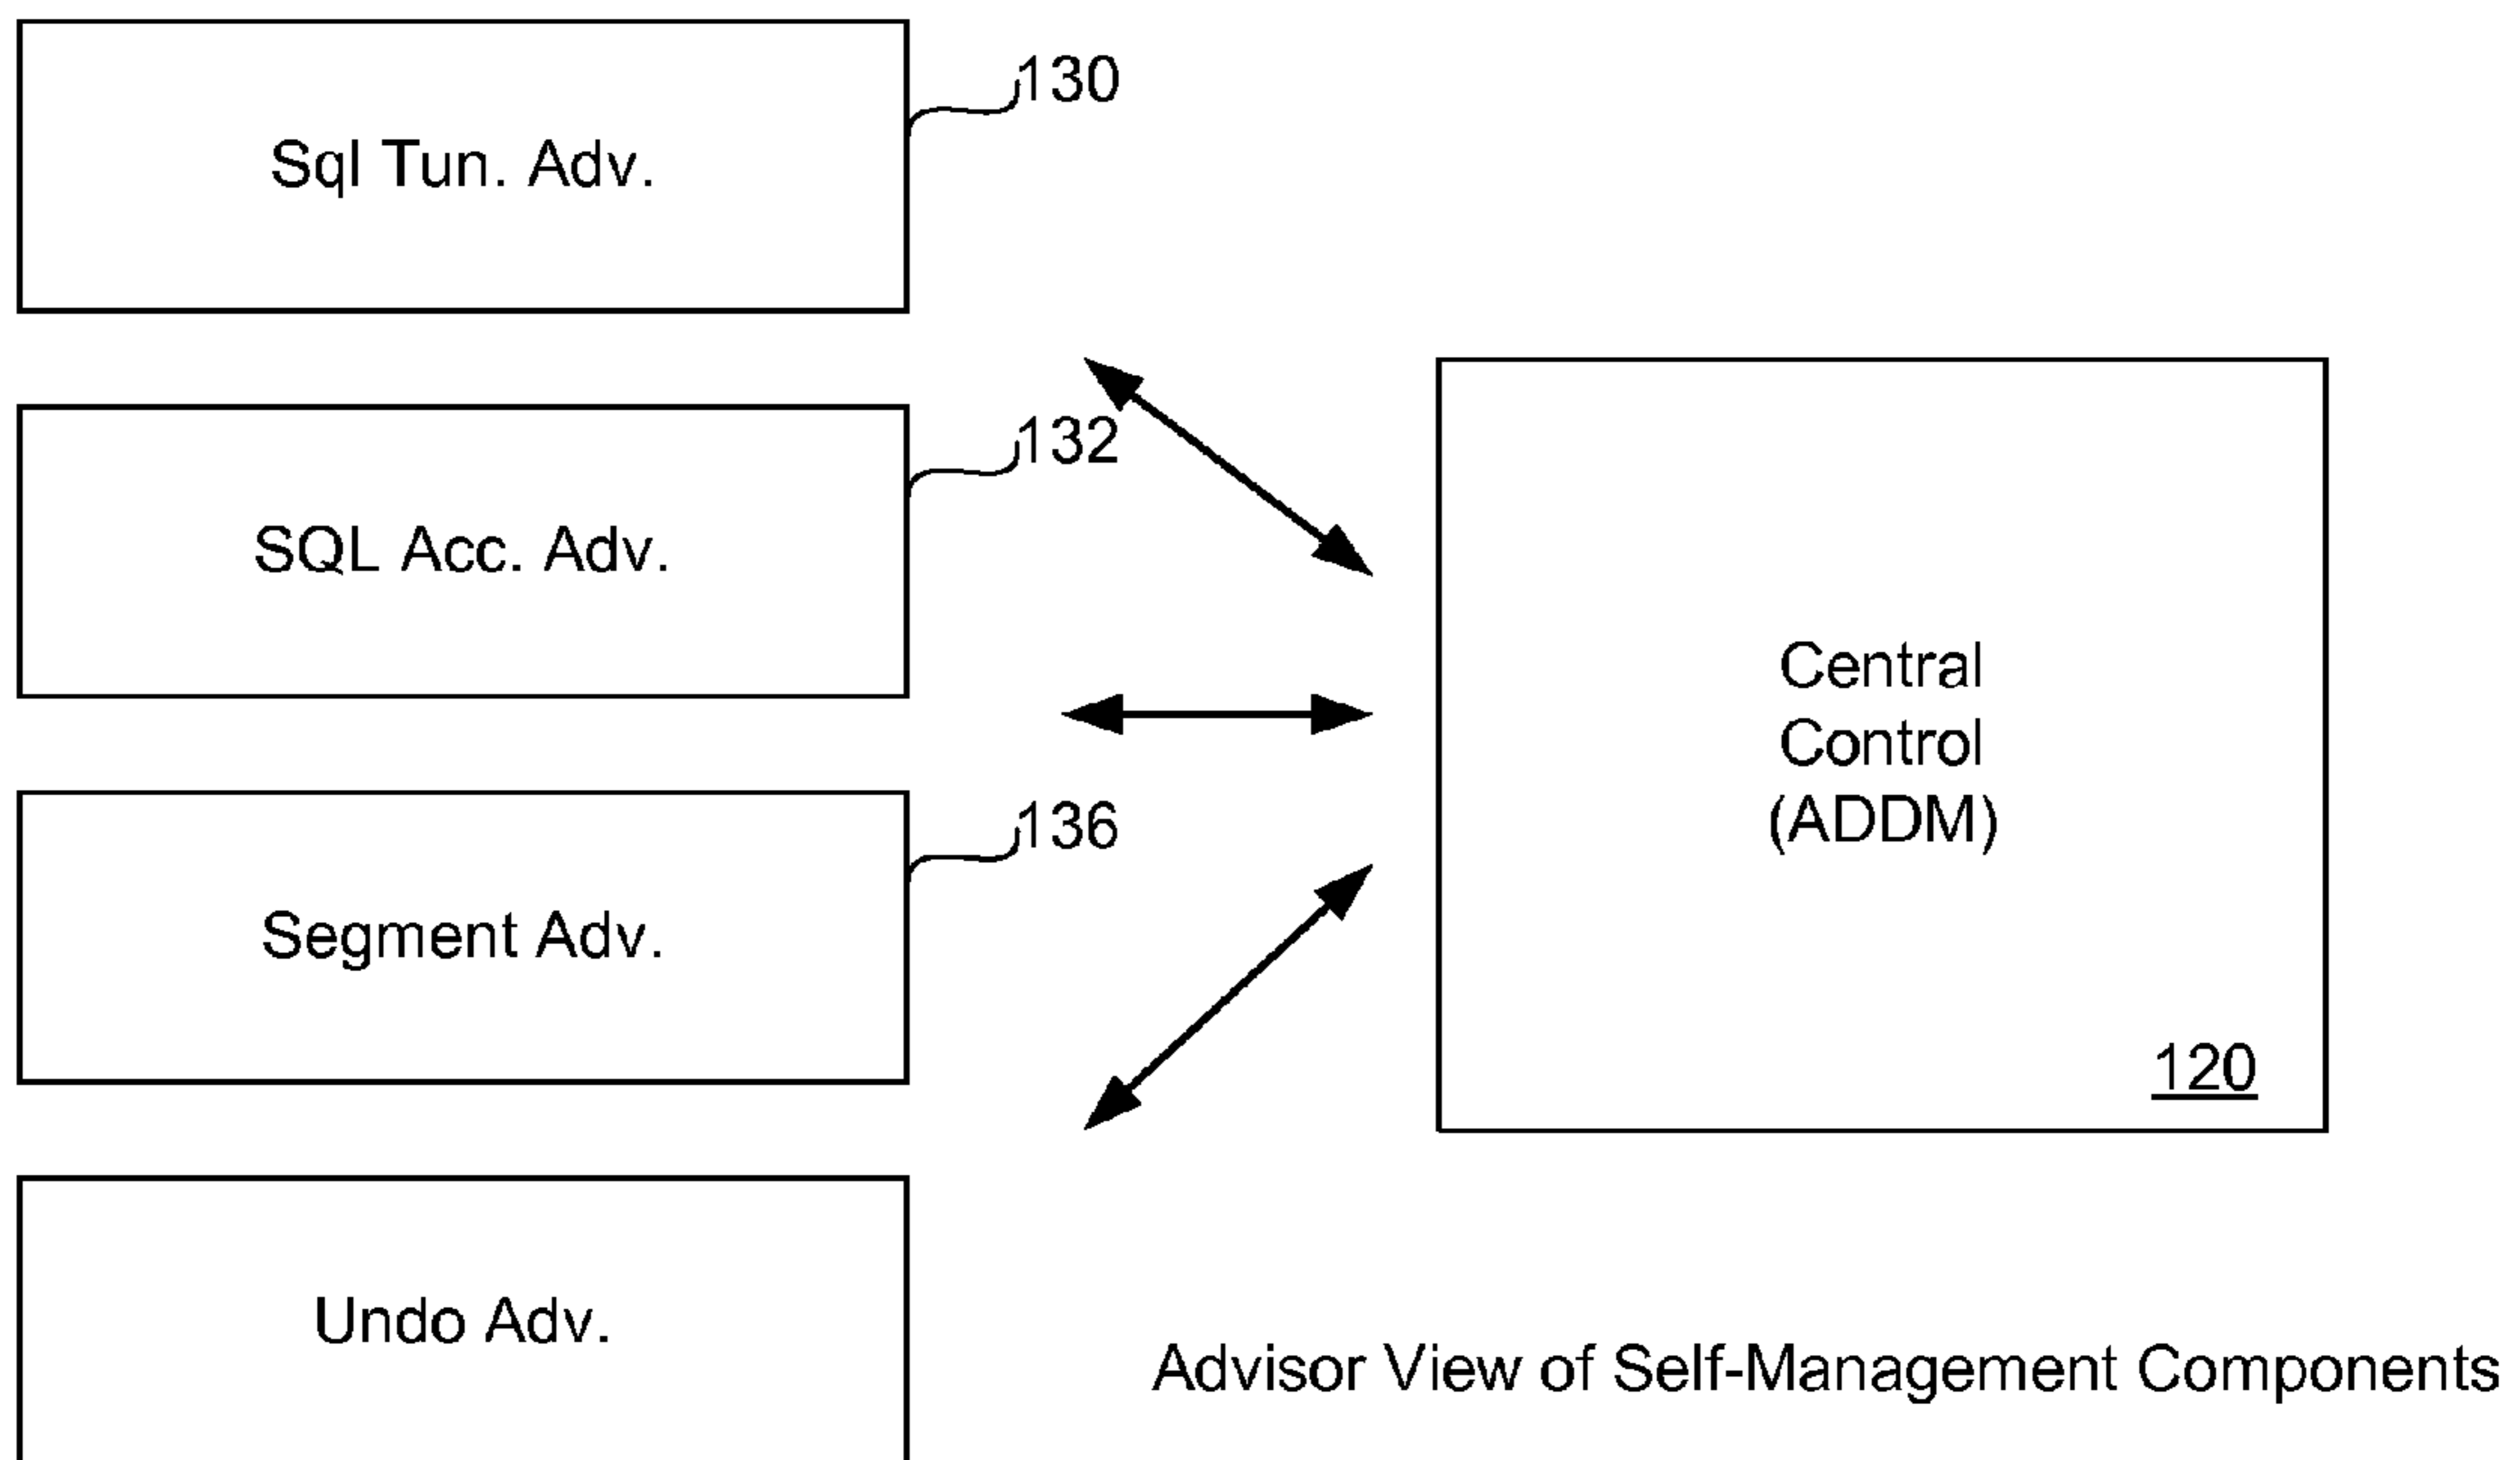 130
Sql Tun. Adv.
132
SQL Acc. Adv.
136
Segment Adv.
Undo Adv.
Central
Control
(ADDM)
120
Advisor View of Self-Management Components